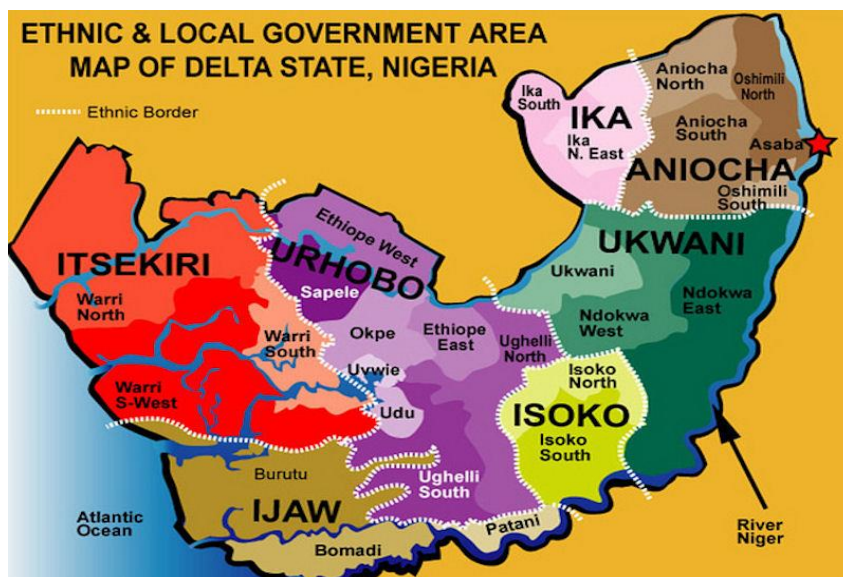 ETHNIC & LOCAL GOVERNMENT AREA
MAP OF DELTA STATE, NIGERIA
Ethnic Border
Ika
South
IKA
Ika
N. East
Aniocha
North
Oshimili
North
Aniocha
South
Asaba
ANIOCHA
Oshimili
South
ITSEKIRI
Warri
North
Warri
South
Warri
S-West
Ethiope West
URHOBO
Sapele
Okpe
Ethiope
East
Ughelli
North
Uvwie
Udu
Ughelli
South
UKWANI
Ukwani
Ndokwa
West
Ndokwa
East
Isoko
North
ISOKO
Isoko
South
Burutu
IJAW
Bomadi
Patani
Atlantic
Ocean
River
Niger